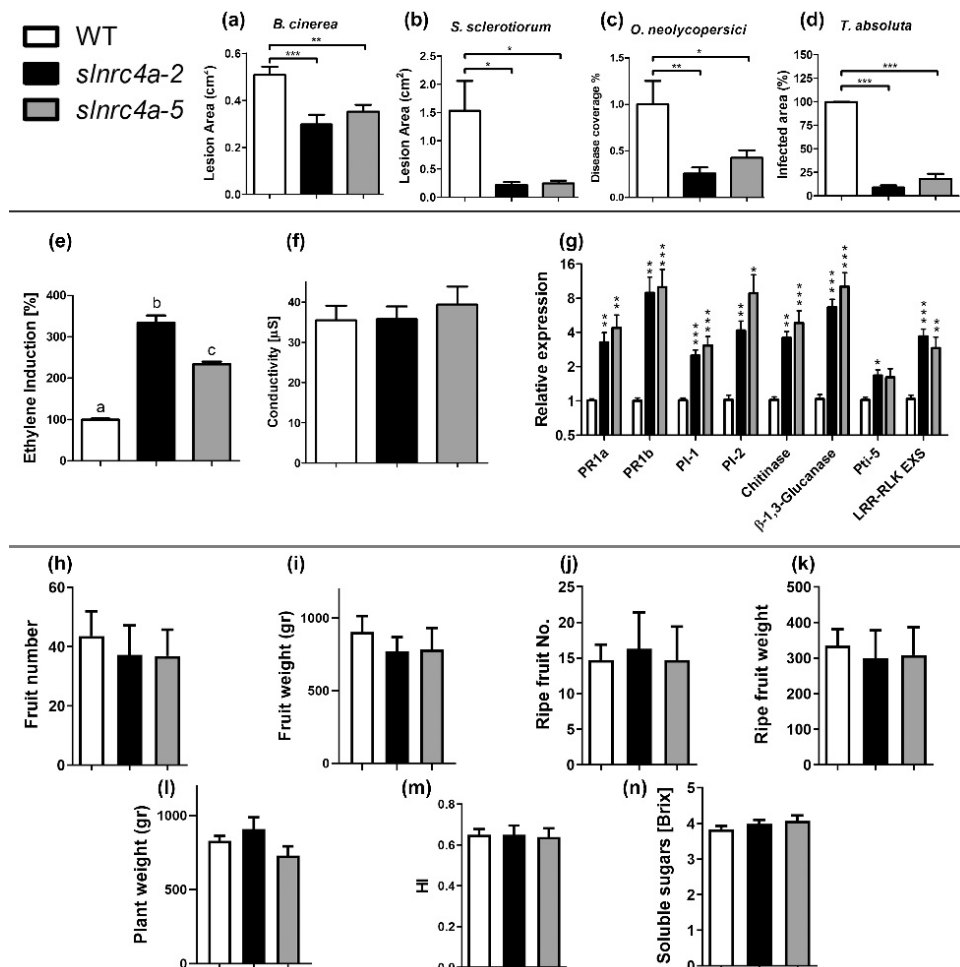 WT
slnrc4a-2
slnrc4a-5
(a) B. cinerea
*** **
Lesion Area (cm²)
0.6
0.4
0.2
0.0
(b) S. sclerotiorum
* *
Lesion Area (cm²)
2.5
2.0
1.5
1.0
0.5
0.0
(c) O. neolycopersici
** *
Disease coverage %
1.5
1.0
0.5
0.0
(d) T. absoluta
*** ***
Infected area (%)
150
125
100
75
50
25
0
(e)
Ethylene Induction [%]
400
300
200
100
0
a b c
(f)
Conductivity [µS]
40
20
0
(g)
Relative expression
16
8
4
2
1
0.5
** ** ** *** *** *** ** * ** *** *** *** * *** **
PR1a PR1b PI-1 PI-2 Chitinase β-1,3-Glucanase Pti-5 LRR-RLK EXS
(h)
Fruit number
60
40
20
0
(i)
Fruit weight (gr)
1000
500
0
(j)
Ripe fruit No.
20
15
10
5
0
(k)
Ripe fruit weight
500
400
300
200
100
0
(l)
Plant weight (gr)
1000
500
0
(m)
HI
0.8
0.6
0.4
0.2
0.0
(n)
Soluble sugars [Brix]
5
4
3
2
1
0